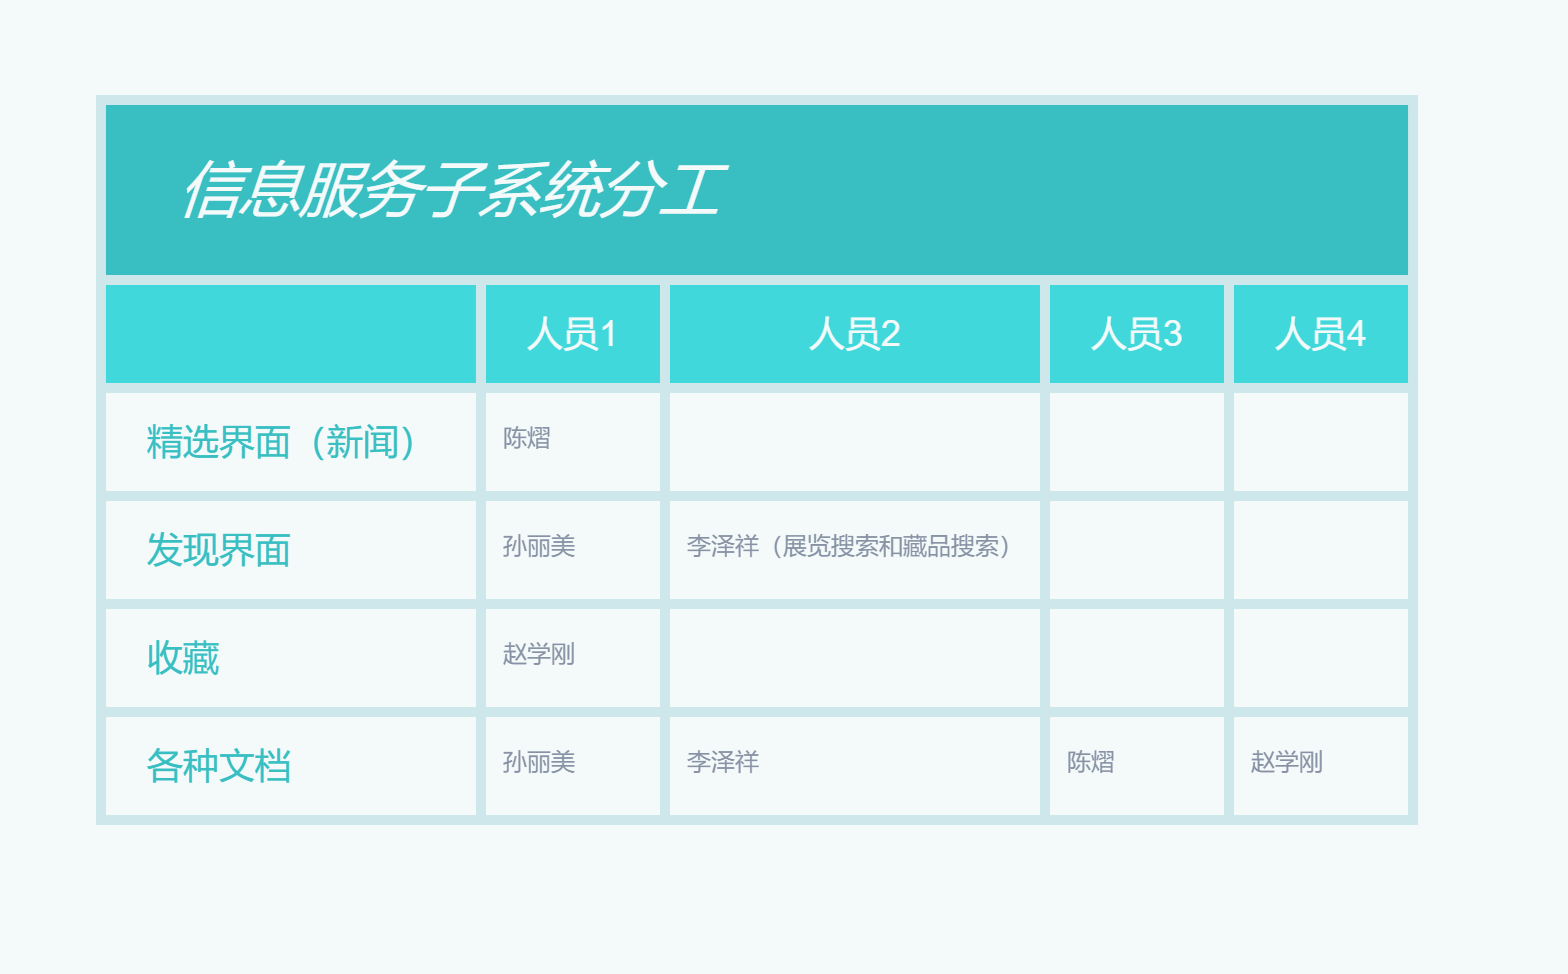 信息服务子系统分工
人员1 人员2 人员3 人员4
精选界面（新闻） 陈熠
发现界面 孙丽美 李泽祥（展览搜索和藏品搜索）
收藏 赵学刚
各种文档 孙丽美 李泽祥 陈熠 赵学刚